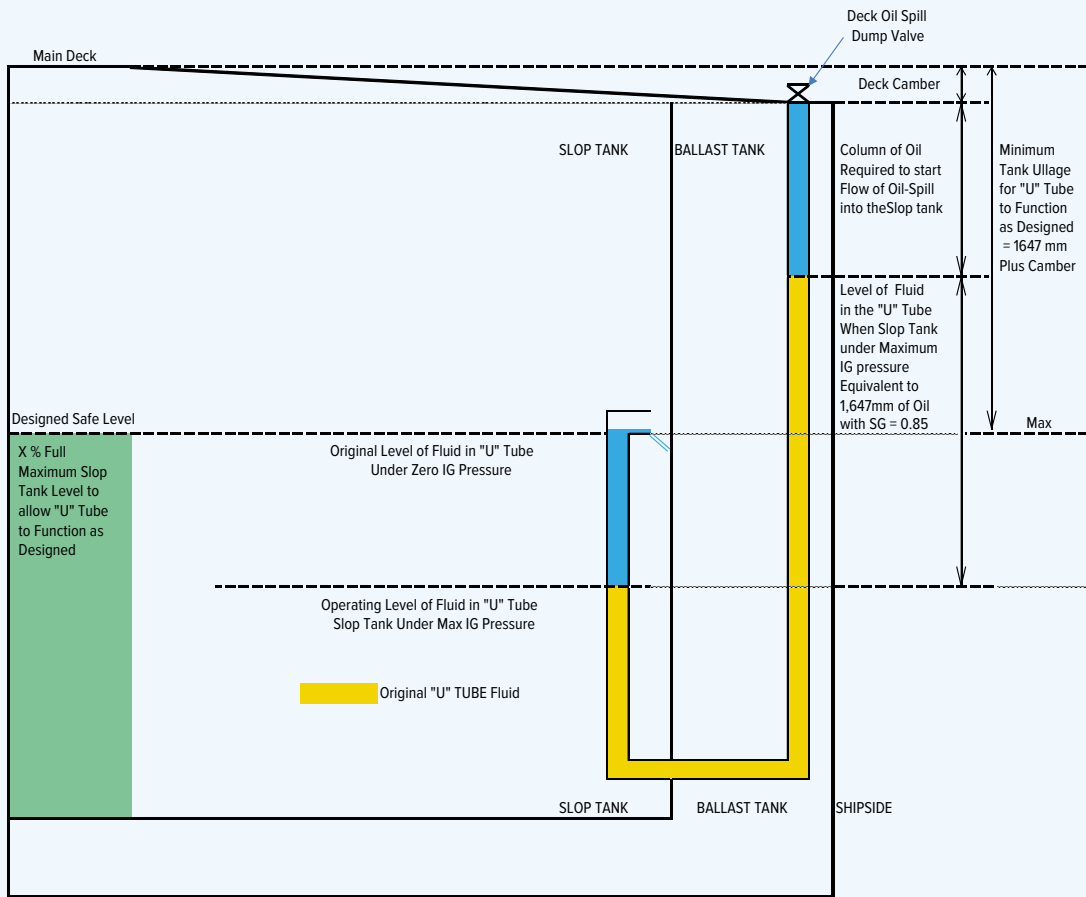 Deck Oil Spill
Dump Valve
Main Deck
Deck Camber
SLOP TANK
BALLAST TANK
Column of Oil
Required to start
Flow of Oil-Spill
into theSlop tank
Minimum
Tank Ullage
for "U" Tube
to Function
as Designed
= 1647 mm
Plus Camber
Level of Fluid
in the "U" Tube
When Slop Tank
under Maximum
IG pressure
Equivalent to
1,647mm of Oil
with SG = 0.85
Designed Safe Level
Max
X % Full
Maximum Slop
Tank Level to
allow "U" Tube
to Function as
Designed
Original Level of Fluid in "U" Tube
Under Zero IG Pressure
Operating Level of Fluid in "U" Tube
Slop Tank Under Max IG Pressure
Original "U" TUBE Fluid
SLOP TANK
BALLAST TANK
SHIPSIDE